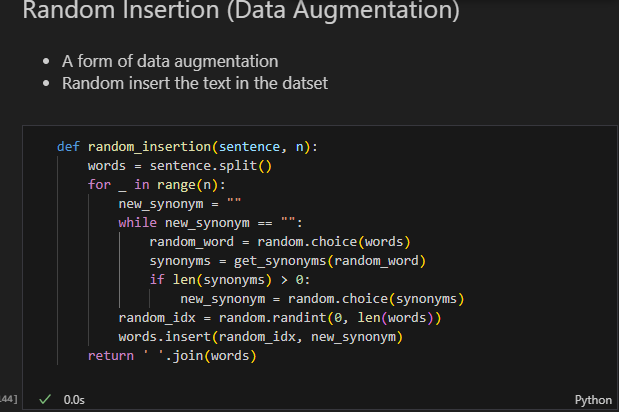 Random Insertion (Data Augmentation)
• A form of data augmentation
• Random insert the text in the datset
def random_insertion(sentence, n):
    words = sentence.split()
    for _ in range(n):
        new_synonym = ""
        while new_synonym == "":
            random_word = random.choice(words)
            synonyms = get_synonyms(random_word)
            if len(synonyms) > 0:
                new_synonym = random.choice(synonyms)
        random_idx = random.randint(0, len(words))
        words.insert(random_idx, new_synonym)
    return ' '.join(words)
44] ✓ 0.0s Python